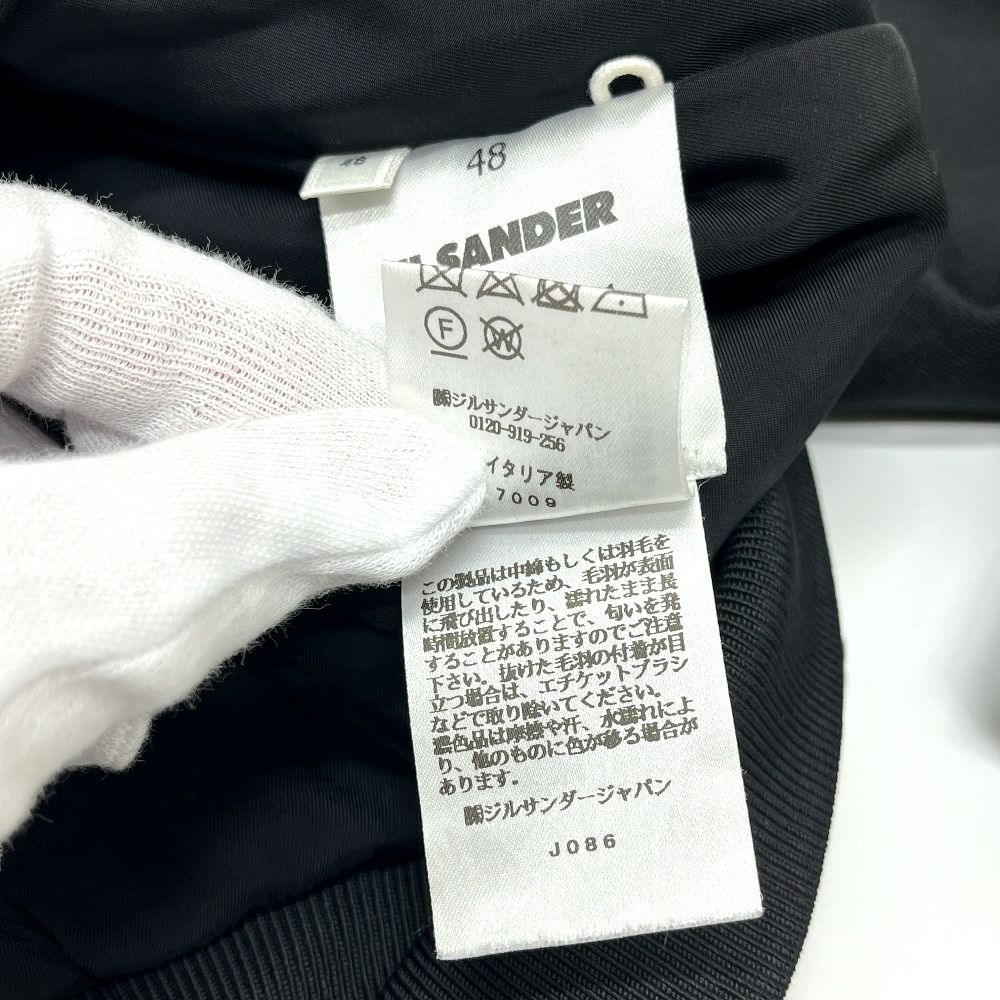 48
48
SANDER
F
W
㈱ジルサンダージャパン
0120-919-256
イタリア製
7009
この製品は中綿もしくは羽毛を
使用しているため、毛羽が表面
に飛び出したり、濡れたまま長
時間放置することで、匂いを発
することがありますのでご注意
下さい。抜けた毛羽の付着が目
立つ場合は、エチケットブラシ
などで取り除いてください。
濃色品は摩擦や汗、水濡れによ
り、他のものに色が移る場合が
あります。
㈱ジルサンダージャパン
J086